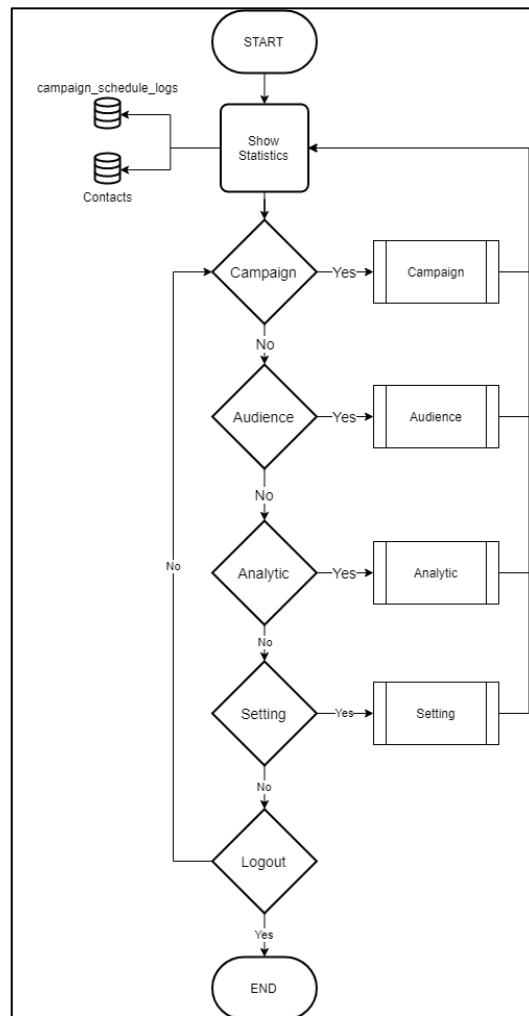 START
campaign_schedule_logs
Show
Statistics
Contacts
Campaign
Yes
Campaign
No
Audience
Yes
Audience
No
Analytic
Yes
Analytic
No
No
Setting
Yes
Setting
No
Logout
Yes
END